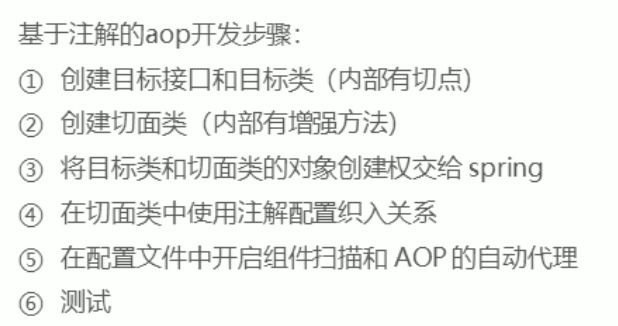 基于注解的aop开发步骤：
① 创建目标接口和目标类（内部有切点）
② 创建切面类（内部有增强方法）
③ 将目标类和切面类的对象创建权交给 spring
④ 在切面类中使用注解配置织入关系
⑤ 在配置文件中开启组件扫描和 AOP 的自动代理
⑥ 测试